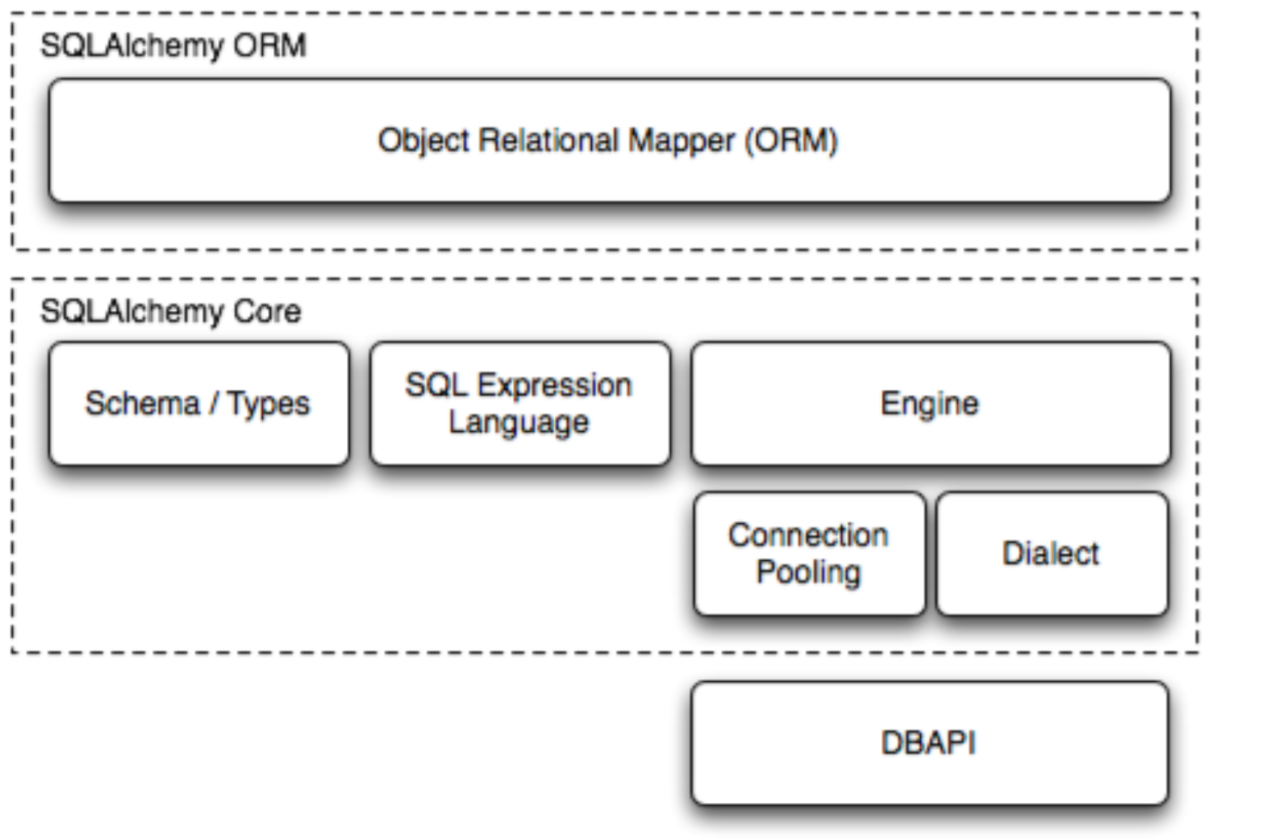 SQLAlchemy ORM
Object Relational Mapper (ORM)
SQLAlchemy Core
Schema / Types
SQL Expression
Language
Engine
Connection
Pooling
Dialect
DBAPI